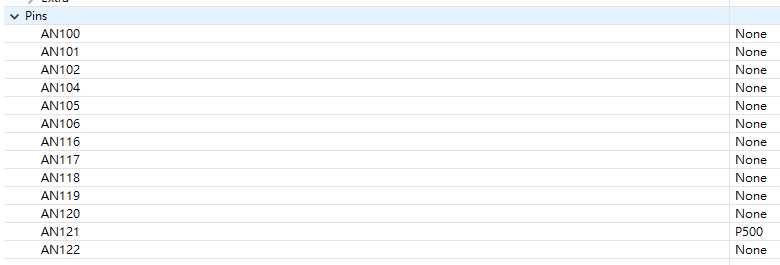 Pins
AN100 None
AN101 None
AN102 None
AN104 None
AN105 None
AN106 None
AN116 None
AN117 None
AN118 None
AN119 None
AN120 None
AN121 P500
AN122 None